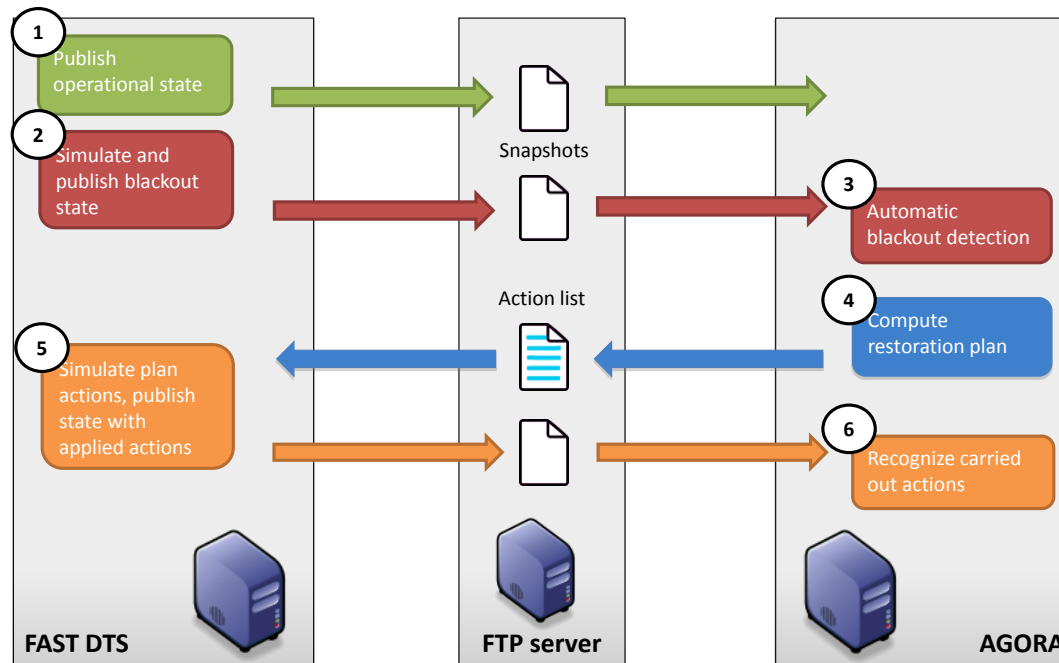 1
Publish
operational state
2
Simulate and
publish blackout
state
Snapshots
3
Automatic
blackout detection
Action list
4
Compute
restoration plan
5
Simulate plan
actions, publish
state with
applied actions
6
Recognize carried
out actions
FAST DTS
FTP server
AGORA